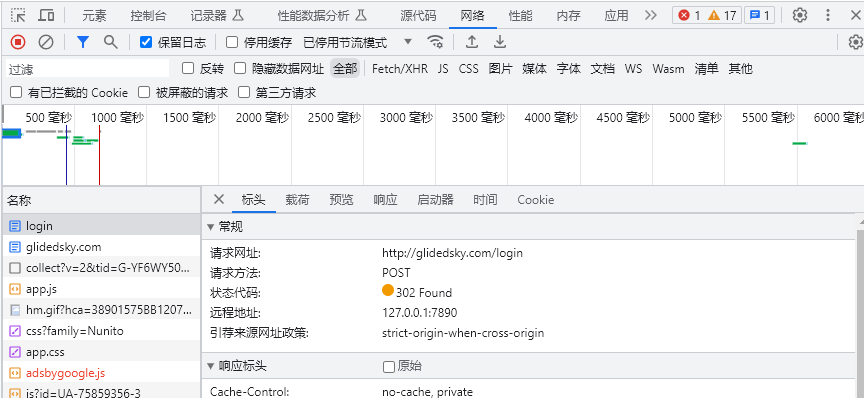 元素 控制台 记录器 性能数据分析 源代码 网络 性能 内存 应用 1 17 1
保留日志 停用缓存 已停用节流模式
过滤 反转 隐藏数据网址 全部 Fetch/XHR JS CSS 图片 媒体 字体 文档 WS Wasm 清单 其他
有已拦截的 Cookie 被屏蔽的请求 第三方请求
500 毫秒 1000 毫秒 1500 毫秒 2000 毫秒 2500 毫秒 3000 毫秒 3500 毫秒 4000 毫秒 4500 毫秒 5000 毫秒 5500 毫秒 6000 毫秒
名称 标头 载荷 预览 响应 启动器 时间 Cookie
login
glidedsky.com
collect?v=2&tid=G-YF6WY50...
app.js
hm.gif?hca=38901575BB1207...
css?family=Nunito
app.css
adsbygoogle.js
js?id=UA-75859356-3
常规
请求网址: http://glidedsky.com/login
请求方法: POST
状态代码: 302 Found
远程地址: 127.0.0.1:7890
引荐来源网址政策: strict-origin-when-cross-origin
响应标头 原始
Cache-Control: no-cache, private